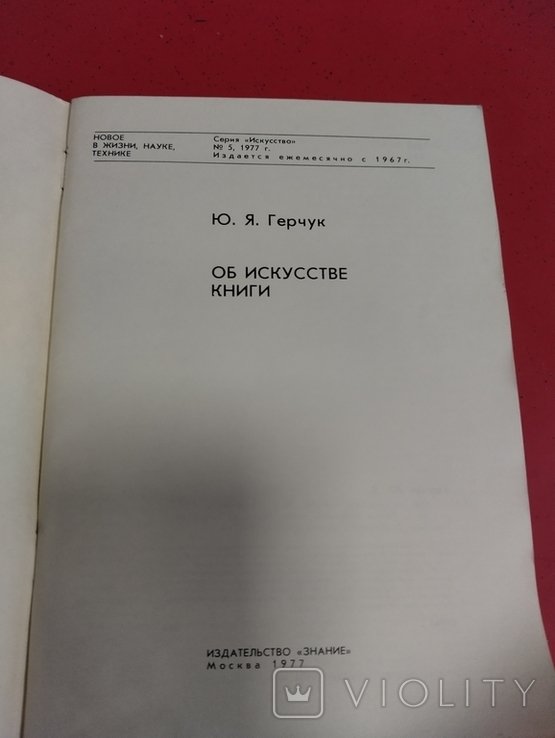 НОВОЕ
В ЖИЗНИ, НАУКЕ,
ТЕХНИКЕ
Серия «Искусство»
№ 5, 1977 г.
Издается ежемесячно с 1967 г.
Ю. Я. Герчук
ОБ ИСКУССТВЕ
КНИГИ
ИЗДАТЕЛЬСТВО «ЗНАНИЕ»
Москва 1977
VIOLITY